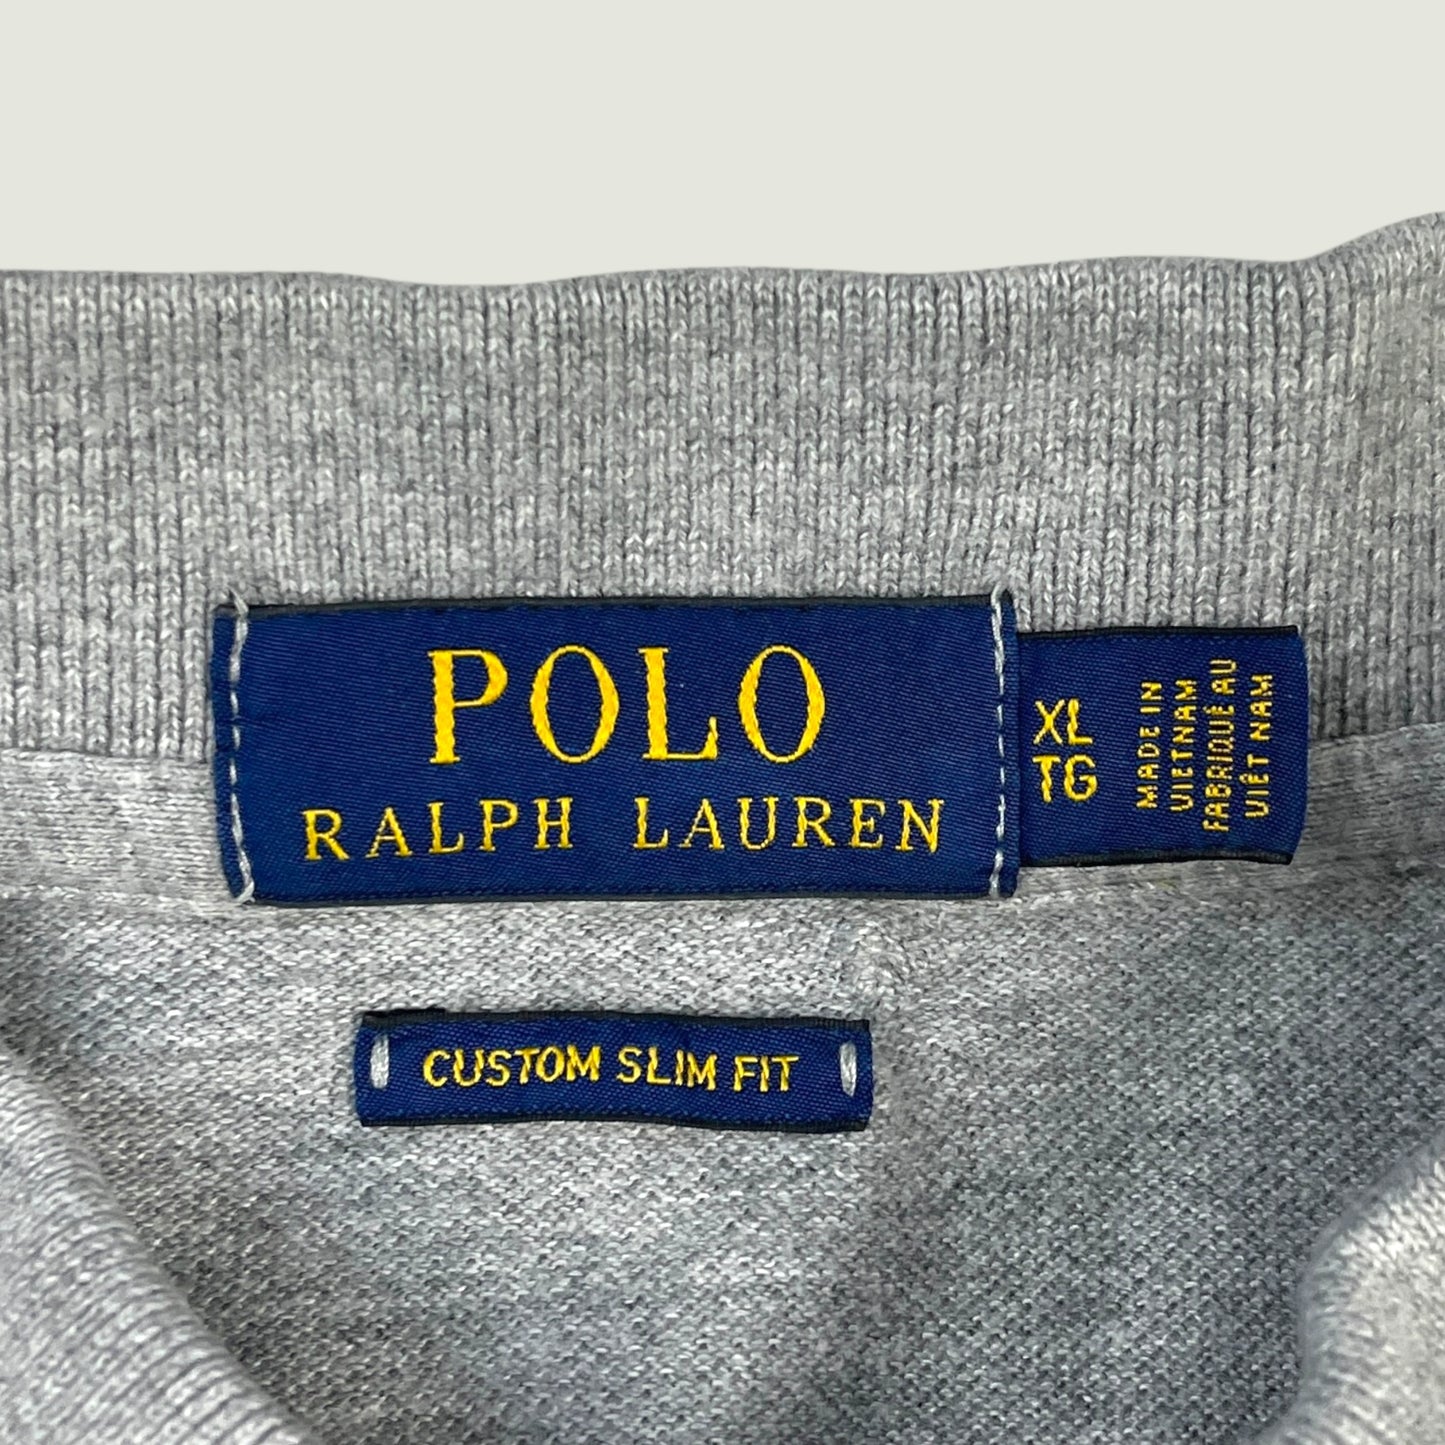 POLO
RALPH LAUREN
XL
TG
MADE IN
VIETNAM
FABRIQUÉ AU
VIÊT NAM
CUSTOM SLIM FIT